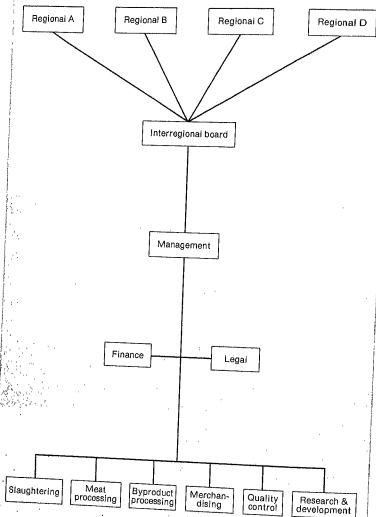 Regional A
Regional B
Regional C
Regional D
Interregional board
Management
Finance
Legal
Slaughtering
Meat
procossing
Byproduct
processing
Merchan-
dising
Quality
control
Research &
development